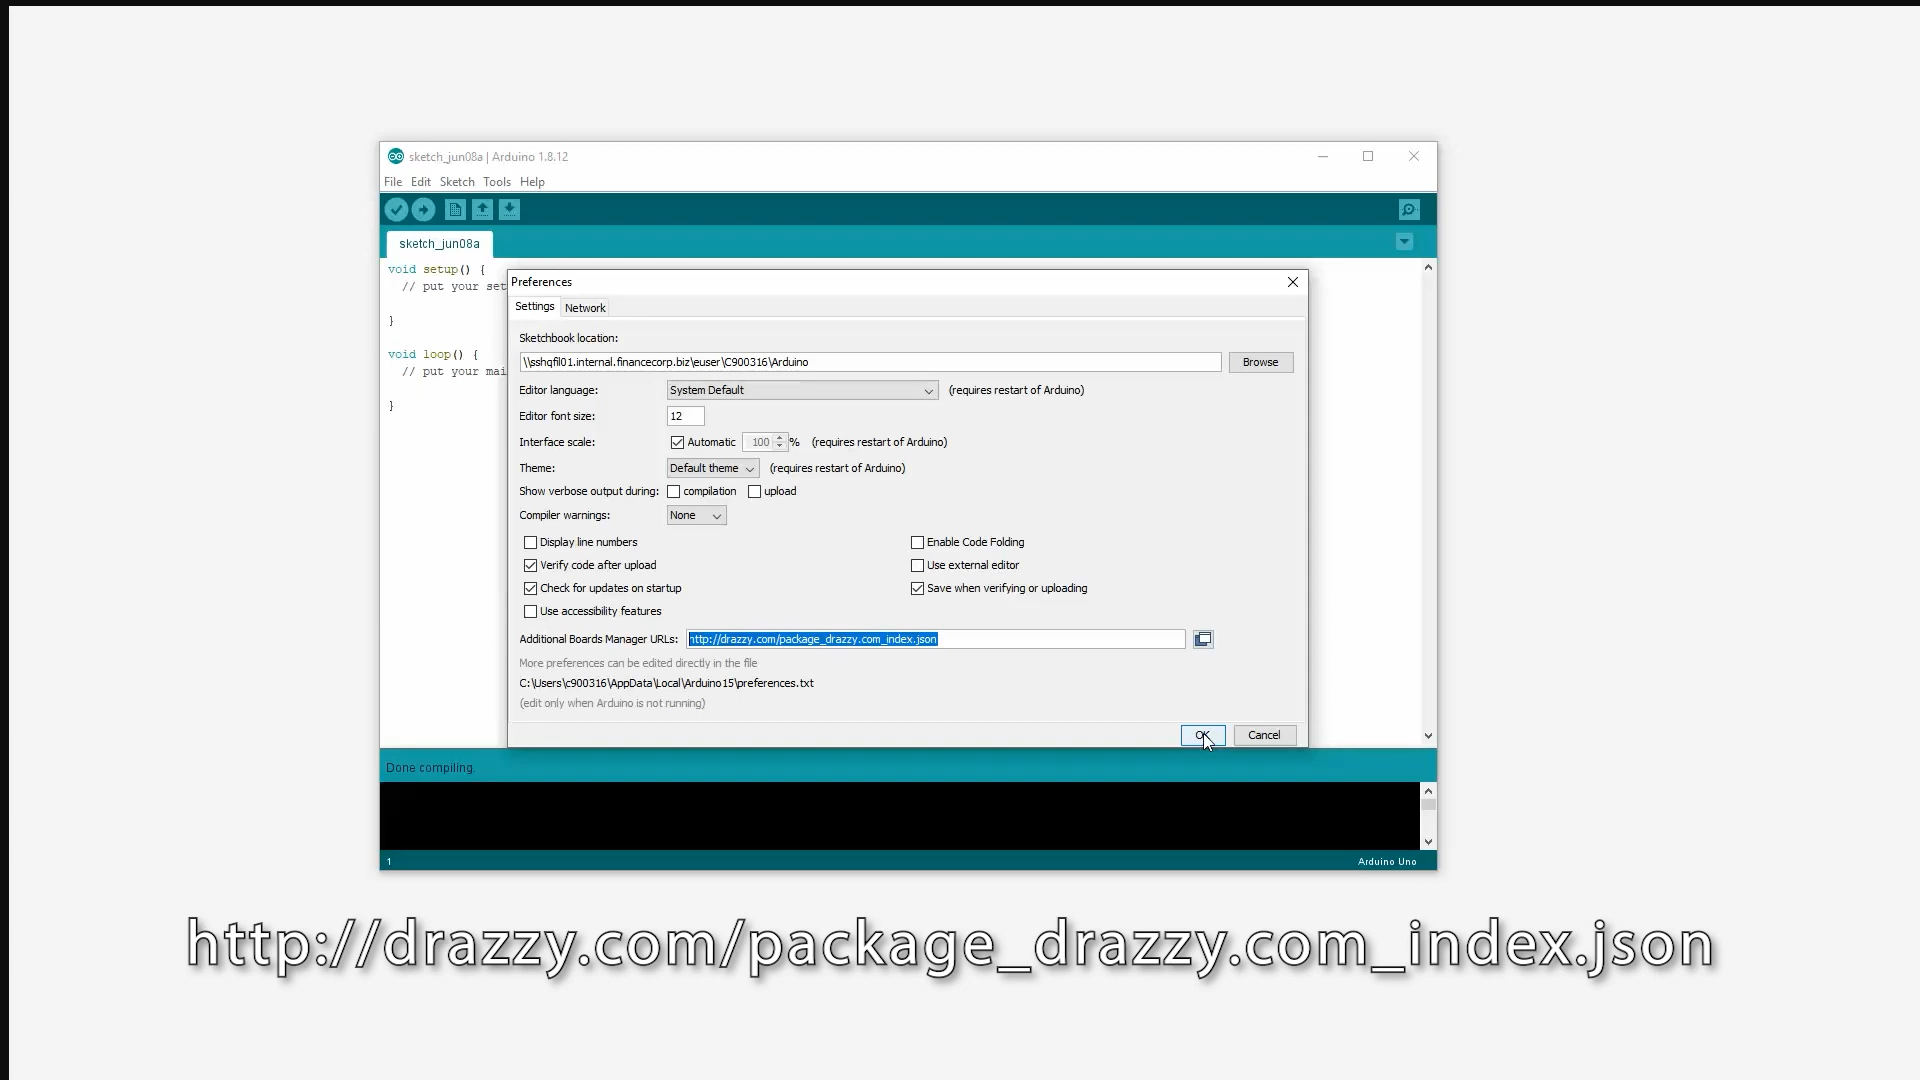 sketch_jun08a | Arduino 1.8.12
File Edit Sketch Tools Help
sketch_jun08a
void setup() {
// put your set
}
void loop() {
// put your mai
}
Preferences
Settings Network
Sketchbook location:
\\sshqfil01.internal.financecorp.biz\euser\C900316\Arduino Browse
Editor language: System Default (requires restart of Arduino)
Editor font size: 12
Interface scale: Automatic 100 % (requires restart of Arduino)
Theme: Default theme (requires restart of Arduino)
Show verbose output during: compilation upload
Compiler warnings: None
Display line numbers Enable Code Folding
Verify code after upload Use external editor
Check for updates on startup Save when verifying or uploading
Use accessibility features
Additional Boards Manager URLs: http://drazzy.com/package_drazzy.com_index.json
More preferences can be edited directly in the file
C:\Users\c900316\AppData\Local\Arduino15\preferences.txt
(edit only when Arduino is not running)
OK Cancel
Done compiling.
1 Arduino Uno
http://drazzy.com/package_drazzy.com_index.json